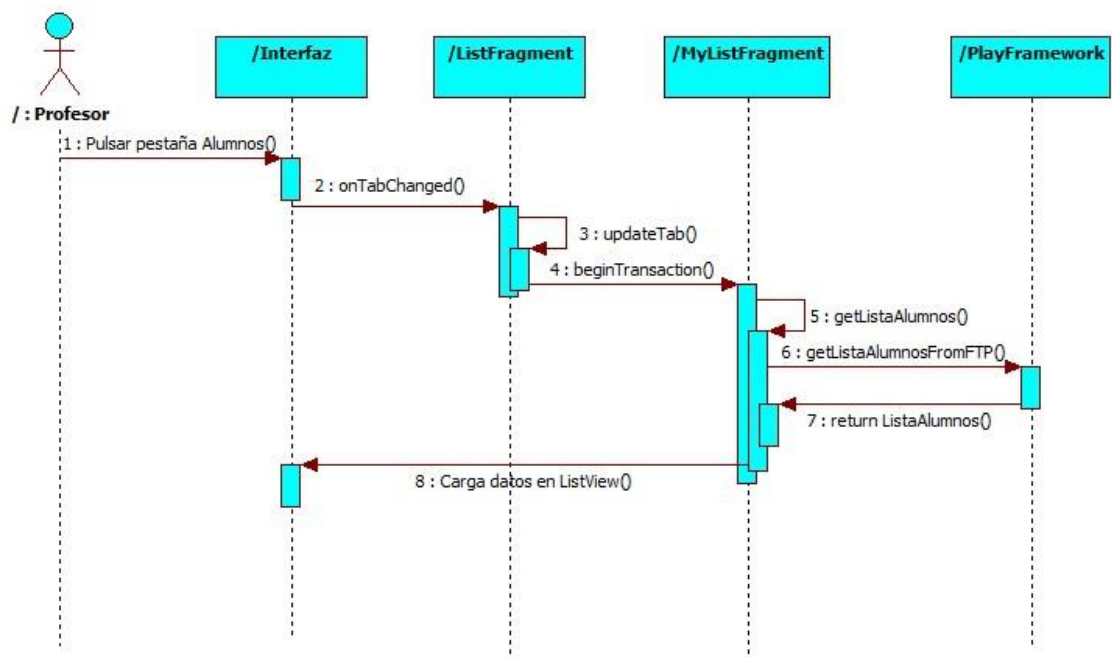 /Interfaz
/ListFragment
/MyListFragment
/PlayFramework
/ : Profesor
1 : Pulsar pestaña Alumnos()
2 : onTabChanged()
3 : updateTab()
4 : beginTransaction()
5 : getListaAlumnos()
6 : getListaAlumnosFromFTP()
7 : return ListaAlumnos()
8 : Carga datos en ListView()